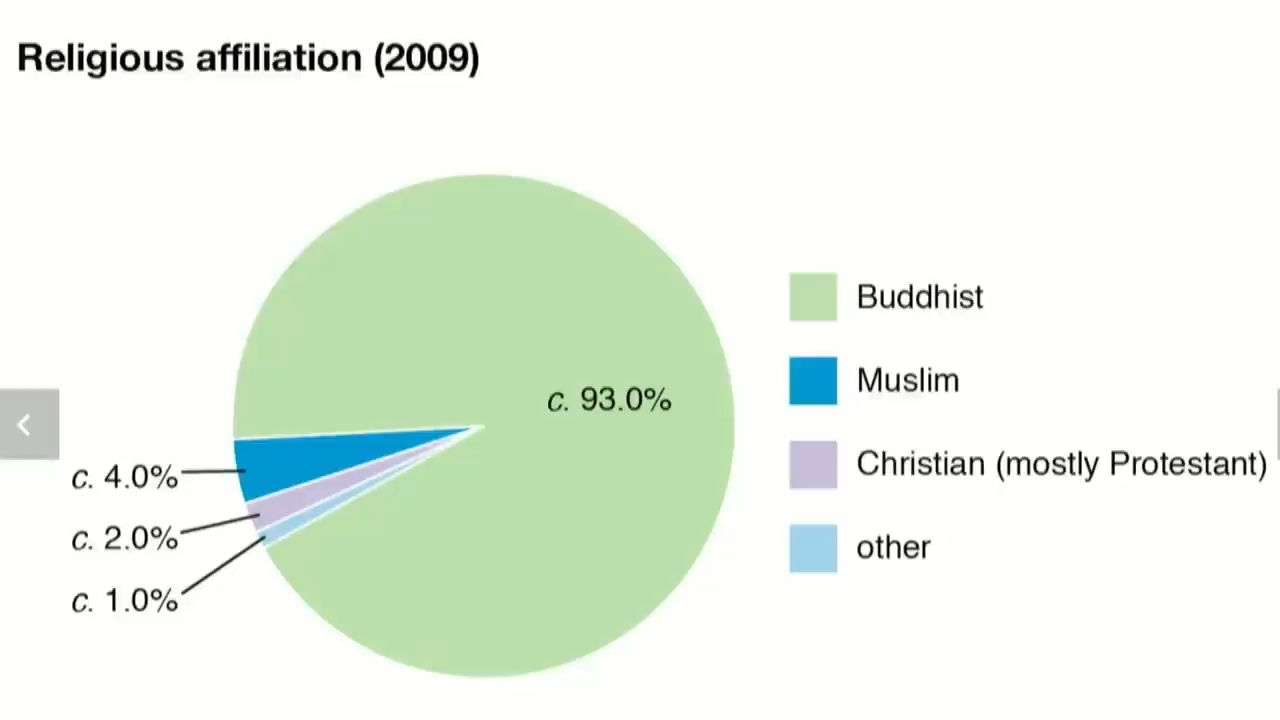 Religious affiliation (2009)
c. 93.0%
c. 4.0%
c. 2.0%
c. 1.0%
Buddhist
Muslim
Christian (mostly Protestant)
other